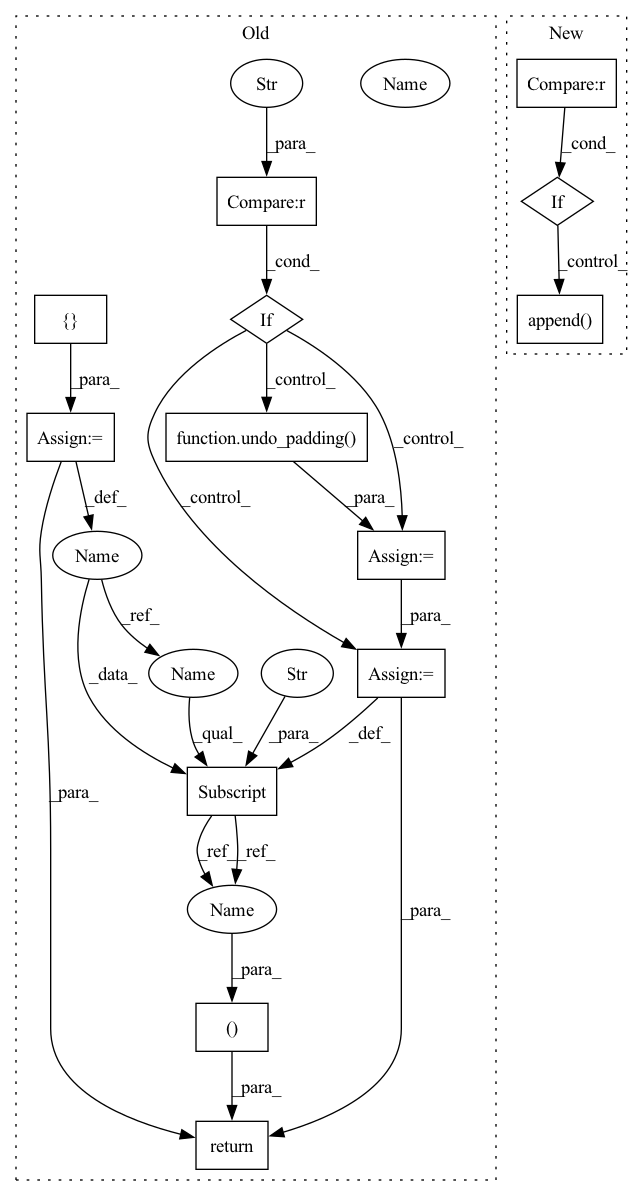 Old
New
Str
Name
Compare:r
_para_
_cond_
Compare:r
If
_cond_
_control_
{}
If
append()
_para_
_control_
Assign:=
function.undo_padding()
_control_
_def_
_control_
_para_
Name
Assign:=
_ref_
_para_
_data_
Name
Str
Assign:=
_qual_
_para_
_def_
_para_
Subscript
_ref_
_ref_
Name
_para_
_para_
()
_para_
return